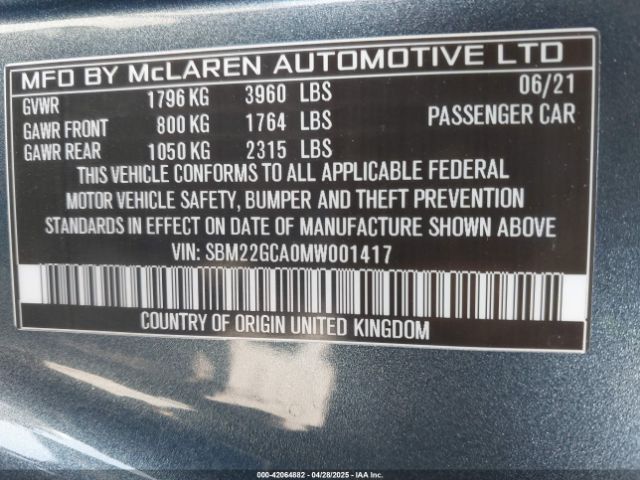 MFD BY McLAREN AUTOMOTIVE LTD
GVWR 1796 KG 3960 LBS 06/21
GAWR FRONT 800 KG 1764 LBS PASSENGER CAR
GAWR REAR 1050 KG 2315 LBS
THIS VEHICLE CONFORMS TO ALL APPLICABLE FEDERAL
MOTOR VEHICLE SAFETY, BUMPER AND THEFT PREVENTION
STANDARDS IN EFFECT ON DATE OF MANUFACTURE SHOWN ABOVE
VIN: SBM22GCA0MW001417
COUNTRY OF ORIGIN UNITED KINGDOM
000-42064882 04/28/2025 IAA Inc.